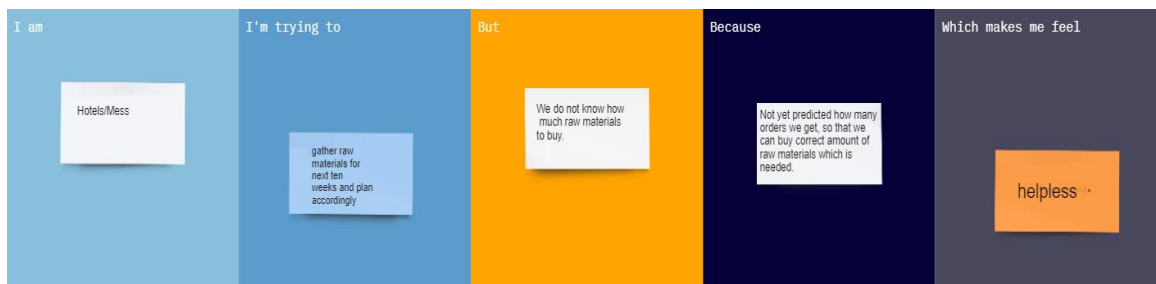 I am
Hotels/Mess
I'm trying to
gather raw
materials for
next ten
weeks and plan
accordingly
But
We do not know how
much raw materials
to buy.
Because
Not yet predicted how many
orders we get, so that we
can buy correct amount of
raw materials which is
needed.
Which makes me feel
helpless